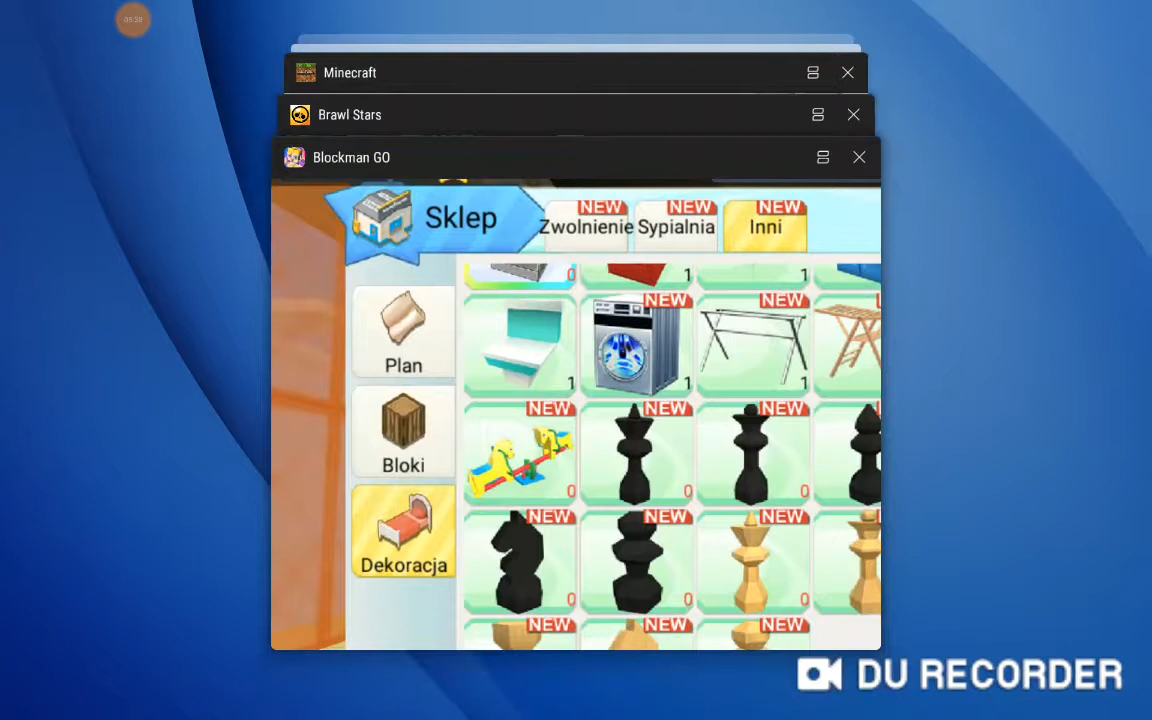 05:20
Minecraft
Brawl Stars
Blockman GO
Sklep
NEW NEW NEW
Zwolnienie Sypialnia Inni
0 1 1
NEW NEW
Plan
1 1 1
NEW NEW NEW
Bloki
0 0 0
NEW NEW NEW
Dekoracja
0 0 0
NEW NEW NEW
DU RECORDER